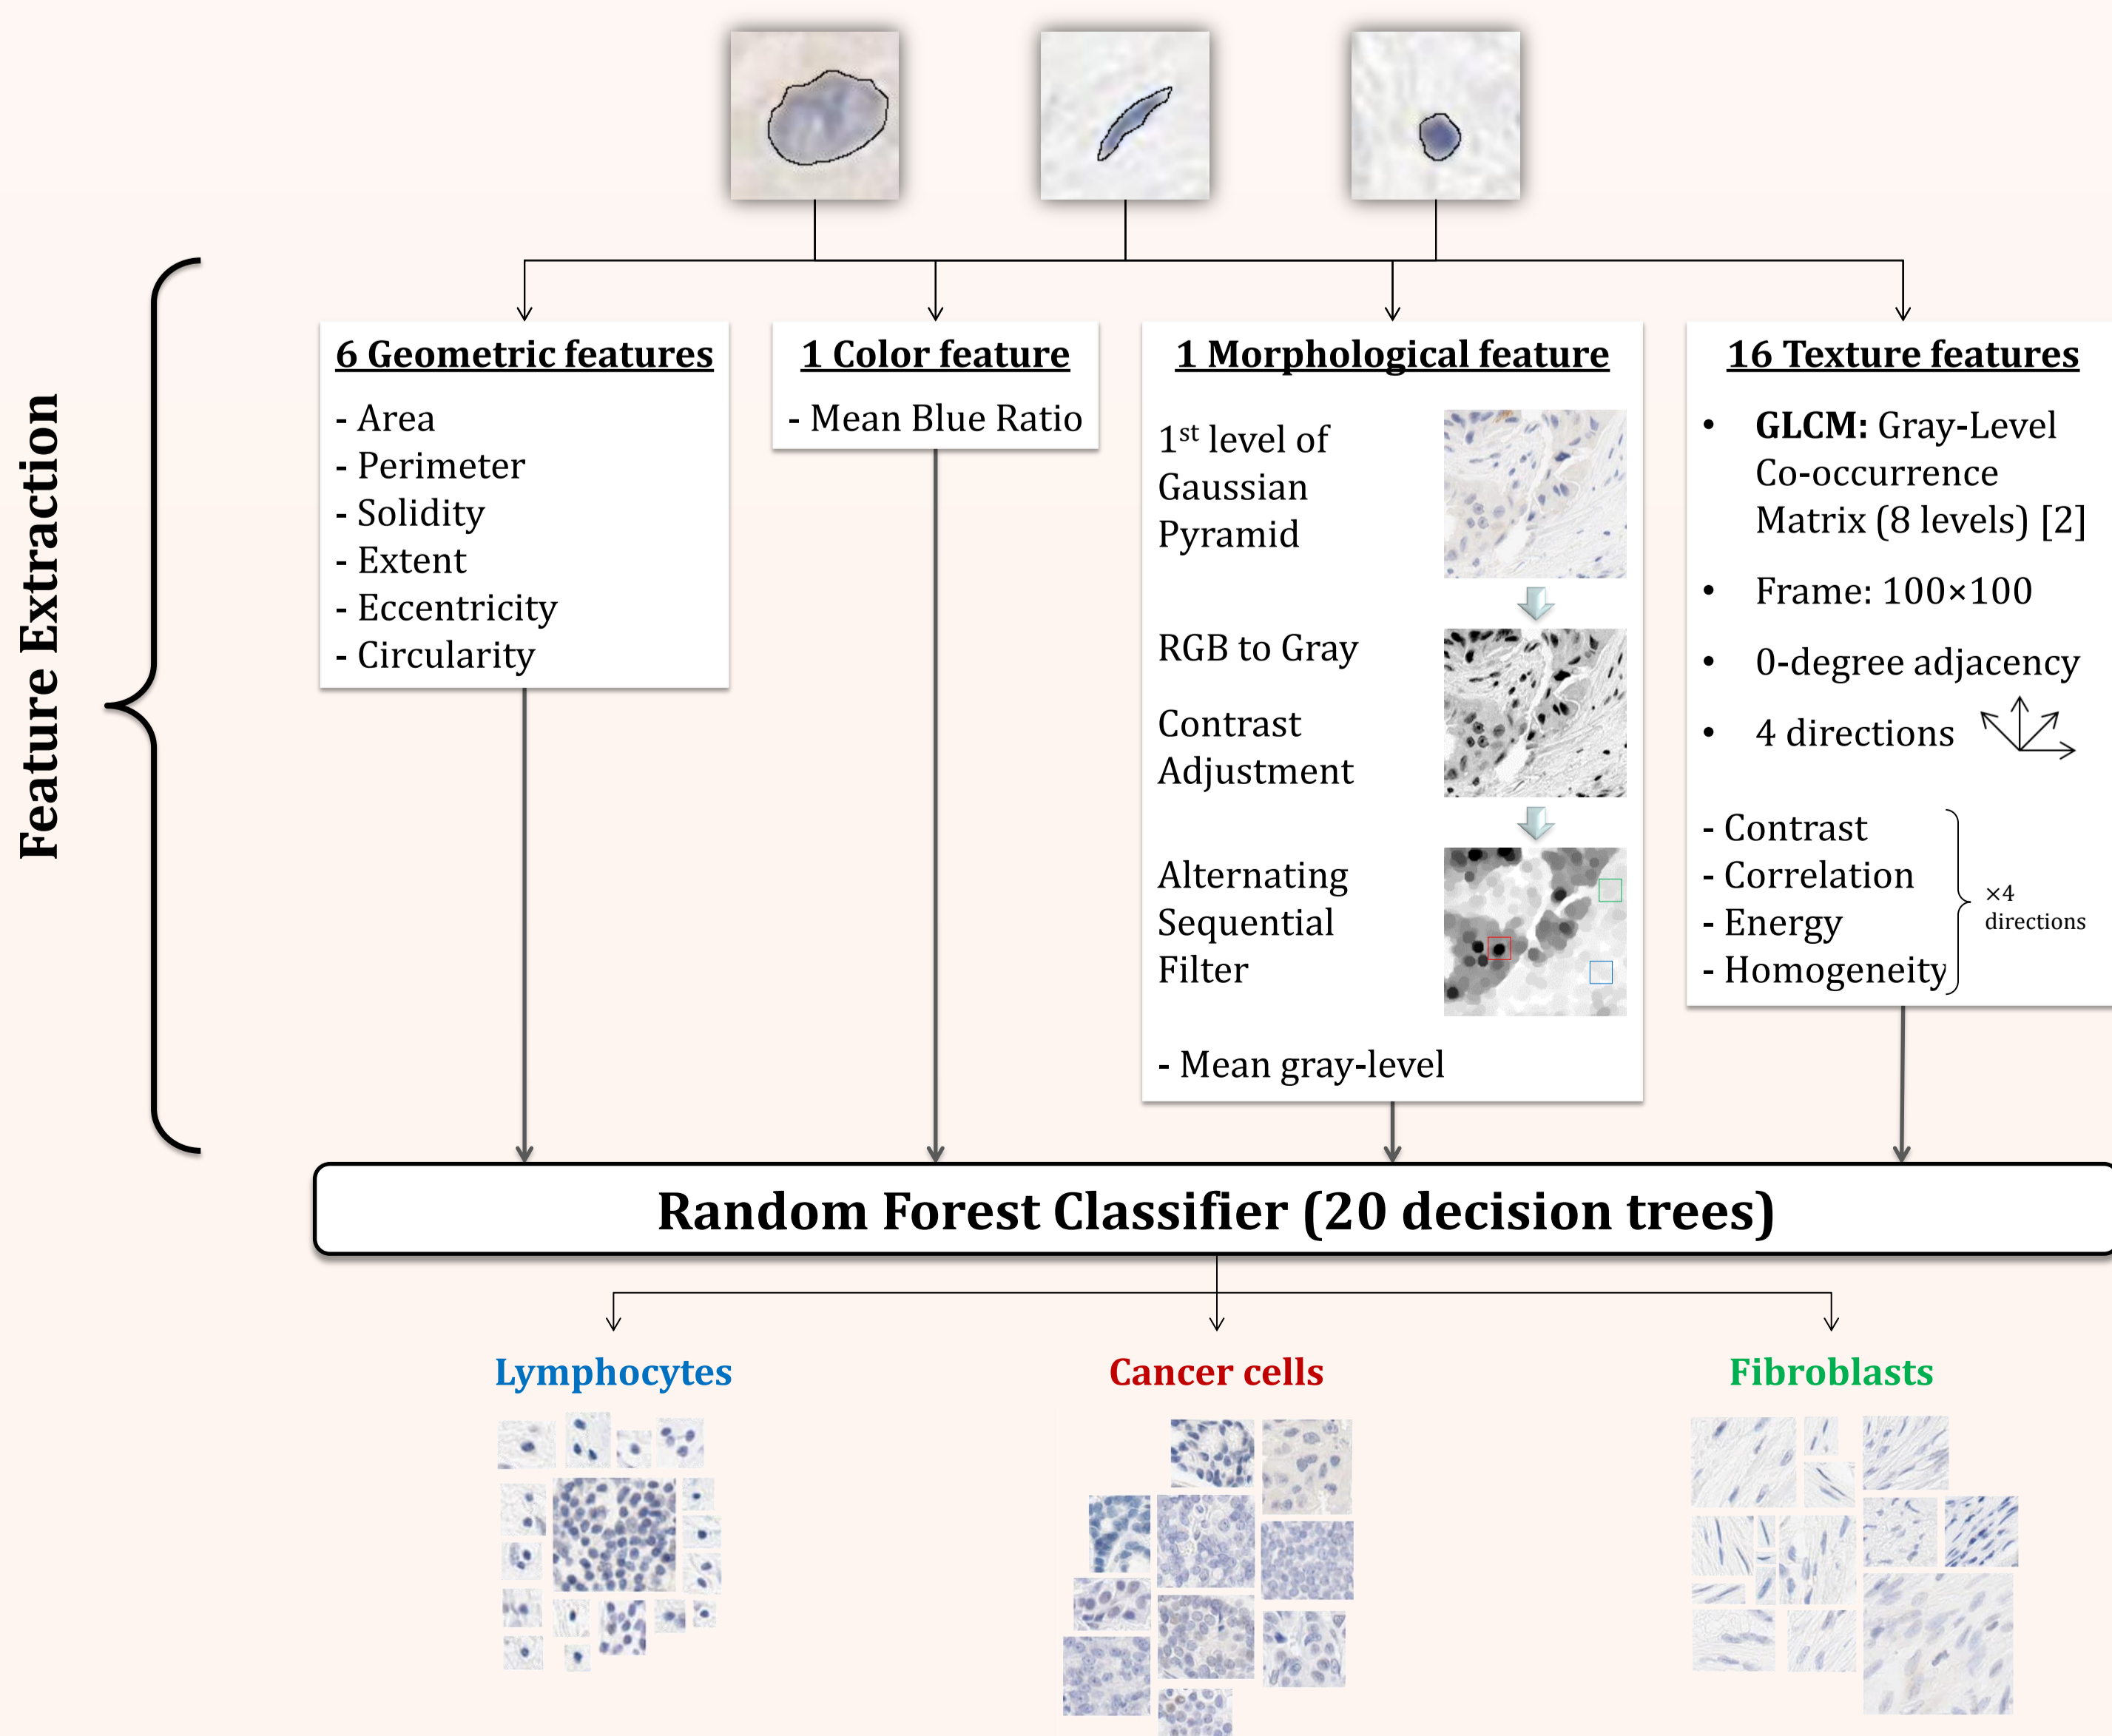 Feature Extraction
6 Geometric features
- Area
- Perimeter
- Solidity
- Extent
- Eccentricity
- Circularity
1 Color feature
- Mean Blue Ratio
1 Morphological feature
1st level of
Gaussian
Pyramid
RGB to Gray
Contrast
Adjustment
Alternating
Sequential
Filter
- Mean gray-level
16 Texture features
• GLCM: Gray-Level
Co-occurrence
Matrix (8 levels) [2]
• Frame: 100×100
• 0-degree adjacency
• 4 directions
- Contrast
- Correlation
- Energy
- Homogeneity
×4
directions
Random Forest Classifier (20 decision trees)
Lymphocytes
Cancer cells
Fibroblasts